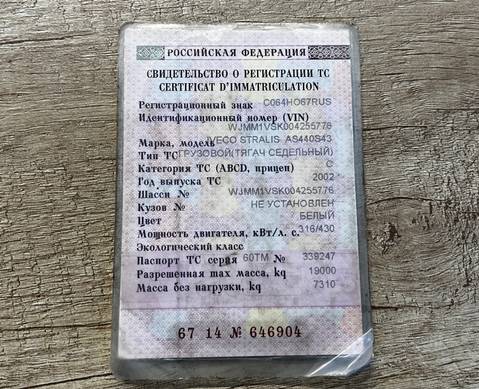 РОССИЙСКАЯ ФЕДЕРАЦИЯ
СВИДЕТЕЛЬСТВО О РЕГИСТРАЦИИ ТС
CERTIFICAT D'IMMATRICULATION
Регистрационный знак С064НО67RUS
Идентификационный номер (VIN)
WJMM1VSK004255776
Марка, модель IVECO STRALIS AS440S43
Тип ТС ГРУЗОВОЙ(ТЯГАЧ СЕДЕЛЬНЫЙ)
Категория ТС (ABCD, прицеп) C
Год выпуска ТС 2002
Шасси № WJMM1VSK004255776
Кузов № НЕ УСТАНОВЛЕН
Цвет БЕЛЫЙ
Мощность двигателя, кВт/л. с. 316/430
Экологический класс
Паспорт ТС серия 60ТМ № 339247
Разрешенная max масса, kg 19000
Масса без нагрузки, kg 7310
67 14 № 646904